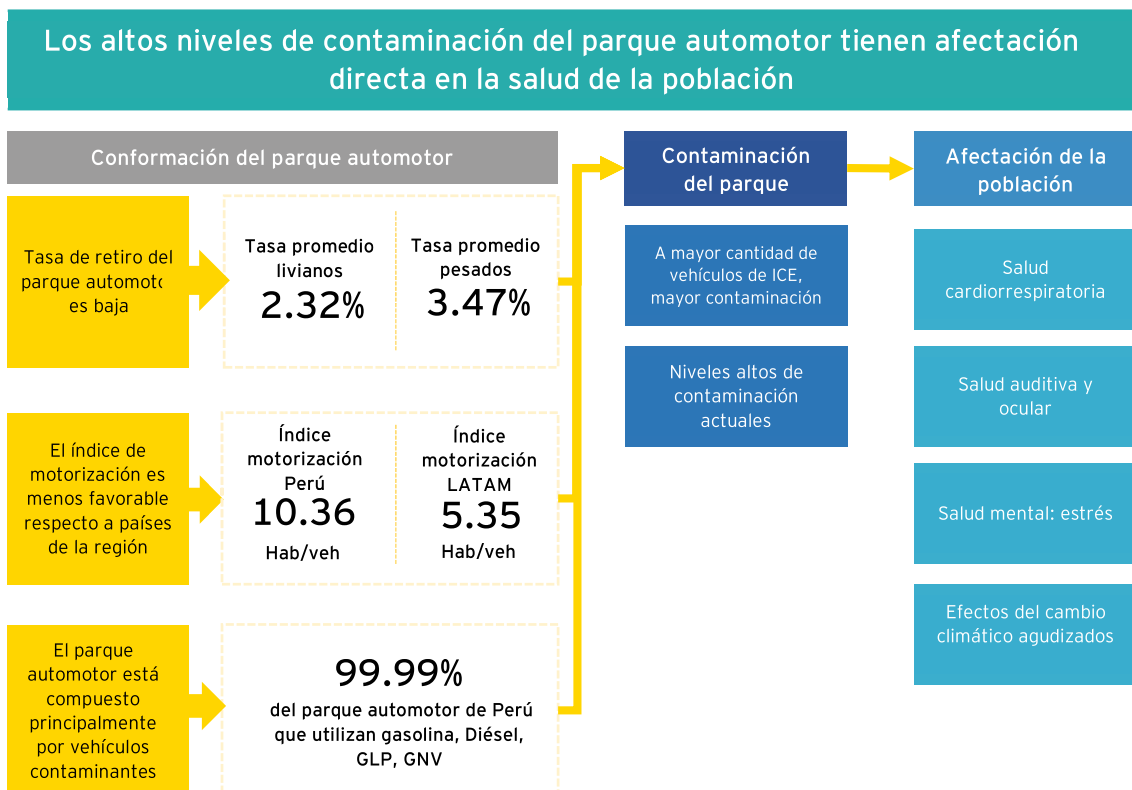 Los altos niveles de contaminación del parque automotor tienen afectación
directa en la salud de la población
Conformación del parque automotor
Tasa de retiro del
parque automoto
es baja
Tasa promedio
livianos
2.32%
Tasa promedio
pesados
3.47%
El índice de
motorización es
menos favorable
respecto a países
de la región
Índice
motorización
Perú
10.36
Hab/veh
Índice
motorización
LATAM
5.35
Hab/veh
El parque
automotor está
compuesto
principalmente
por vehículos
contaminantes
99.99%
del parque automotor de Perú
que utilizan gasolina, Diésel,
GLP, GNV
Contaminación
del parque
A mayor cantidad de
vehículos de ICE,
mayor contaminación
Niveles altos de
contaminación
actuales
Afectación de la
población
Salud
cardiorrespiratoria
Salud auditiva y
ocular
Salud mental: estrés
Efectos del cambio
climático agudizados